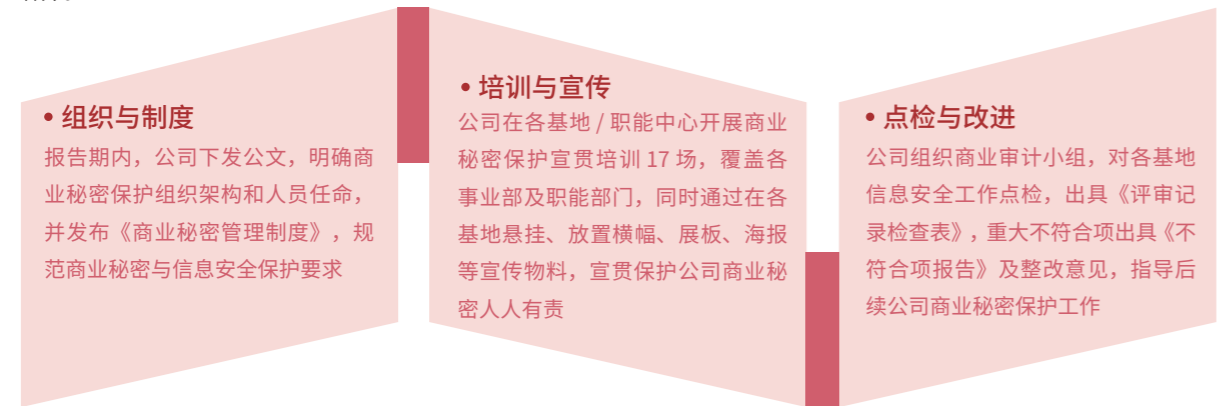 • 组织与制度
报告期内，公司下发公文，明确商
业秘密保护组织架构和人员任命，
并发布《商业秘密管理制度》，规
范商业秘密与信息安全保护要求
• 培训与宣传
公司在各基地 / 职能中心开展商业
秘密保护宣贯培训 17 场，覆盖各
事业部及职能部门，同时通过在各
基地悬挂、放置横幅、展板、海报
等宣传物料，宣贯保护公司商业秘
密人人有责
• 点检与改进
公司组织商业审计小组，对各基地
信息安全工作点检，出具《评审记
录检查表》，重大不符合项出具《不
符合项报告》及整改意见，指导后
续公司商业秘密保护工作